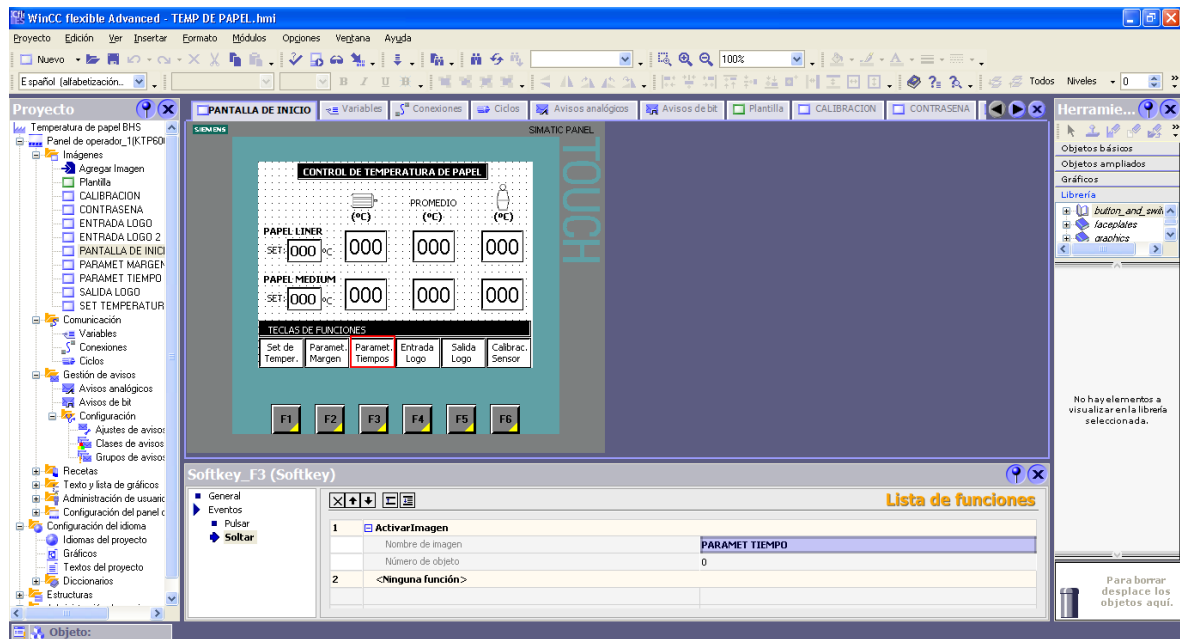 WinCC flexible Advanced - TEMP DE PAPEL.hmi
Proyecto Edición Ver Insertar Formato Módulos Opciones Ventana Ayuda
Nuevo 100%
Español (alfabetización... Todos Niveles 0
Proyecto
Temperatura de papel BHS
Panel de operador_1(KTP60
Imágenes
Agregar Imagen
Plantilla
CALIBRACION
CONTRASENA
ENTRADA LOGO
ENTRADA LOGO 2
PANTALLA DE INICI
PARAMET MARGEN
PARAMET TIEMPO
SALIDA LOGO
SET TEMPERATUR
Comunicación
Variables
Conexiones
Ciclos
Gestión de avisos
Avisos analógicos
Avisos de bit
Configuración
Ajustes de avisos
Clases de avisos
Grupos de avisos
Recetas
Texto y lista de gráficos
Administración de usuario
Configuración del panel c
Configuración del idioma
Idiomas del proyecto
Gráficos
Textos del proyecto
Diccionarios
Estructuras
PANTALLA DE INICIO Variables Conexiones Ciclos Avisos analógicos Avisos de bit Plantilla CALIBRACION CONTRASENA
SIEMENS SIMATIC PANEL
TOUCH
CONTROL DE TEMPERATURA DE PAPEL
PROMEDIO
(ºC) (ºC) (ºC)
PAPEL LINER
SET: 000 ºC 000 000 000
PAPEL MEDIUM
SET: 000 ºC 000 000 000
TECLAS DE FUNCIONES
Set de Temper. Paramet. Margen Paramet. Tiempos Entrada Logo Salida Logo Calibrac. Sensor
F1 F2 F3 F4 F5 F6
Softkey_F3 (Softkey)
General
Eventos
Pulsar
Soltar
Lista de funciones
1 ActivarImagen
Nombre de imagen PARAMET TIEMPO
Número de objeto 0
2 <Ninguna función>
Herramie...
Objetos básicos
Objetos ampliados
Gráficos
Librería
button_and_swit
faceplates
graphics
No hay elementos a
visualizar en la librería
seleccionada.
Para borrar
desplace los
objetos aquí.
Objeto: